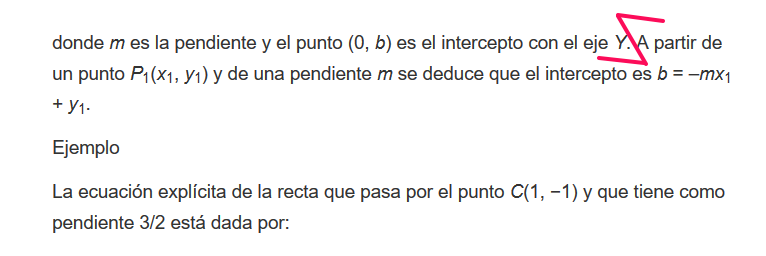 donde m es la pendiente y el punto (0, b) es el intercepto con el eje Y. A partir de
un punto P₁(x₁, y₁) y de una pendiente m se deduce que el intercepto es b = –mx₁
+ y₁.
Ejemplo
La ecuación explícita de la recta que pasa por el punto C(1, −1) y que tiene como
pendiente 3/2 está dada por: